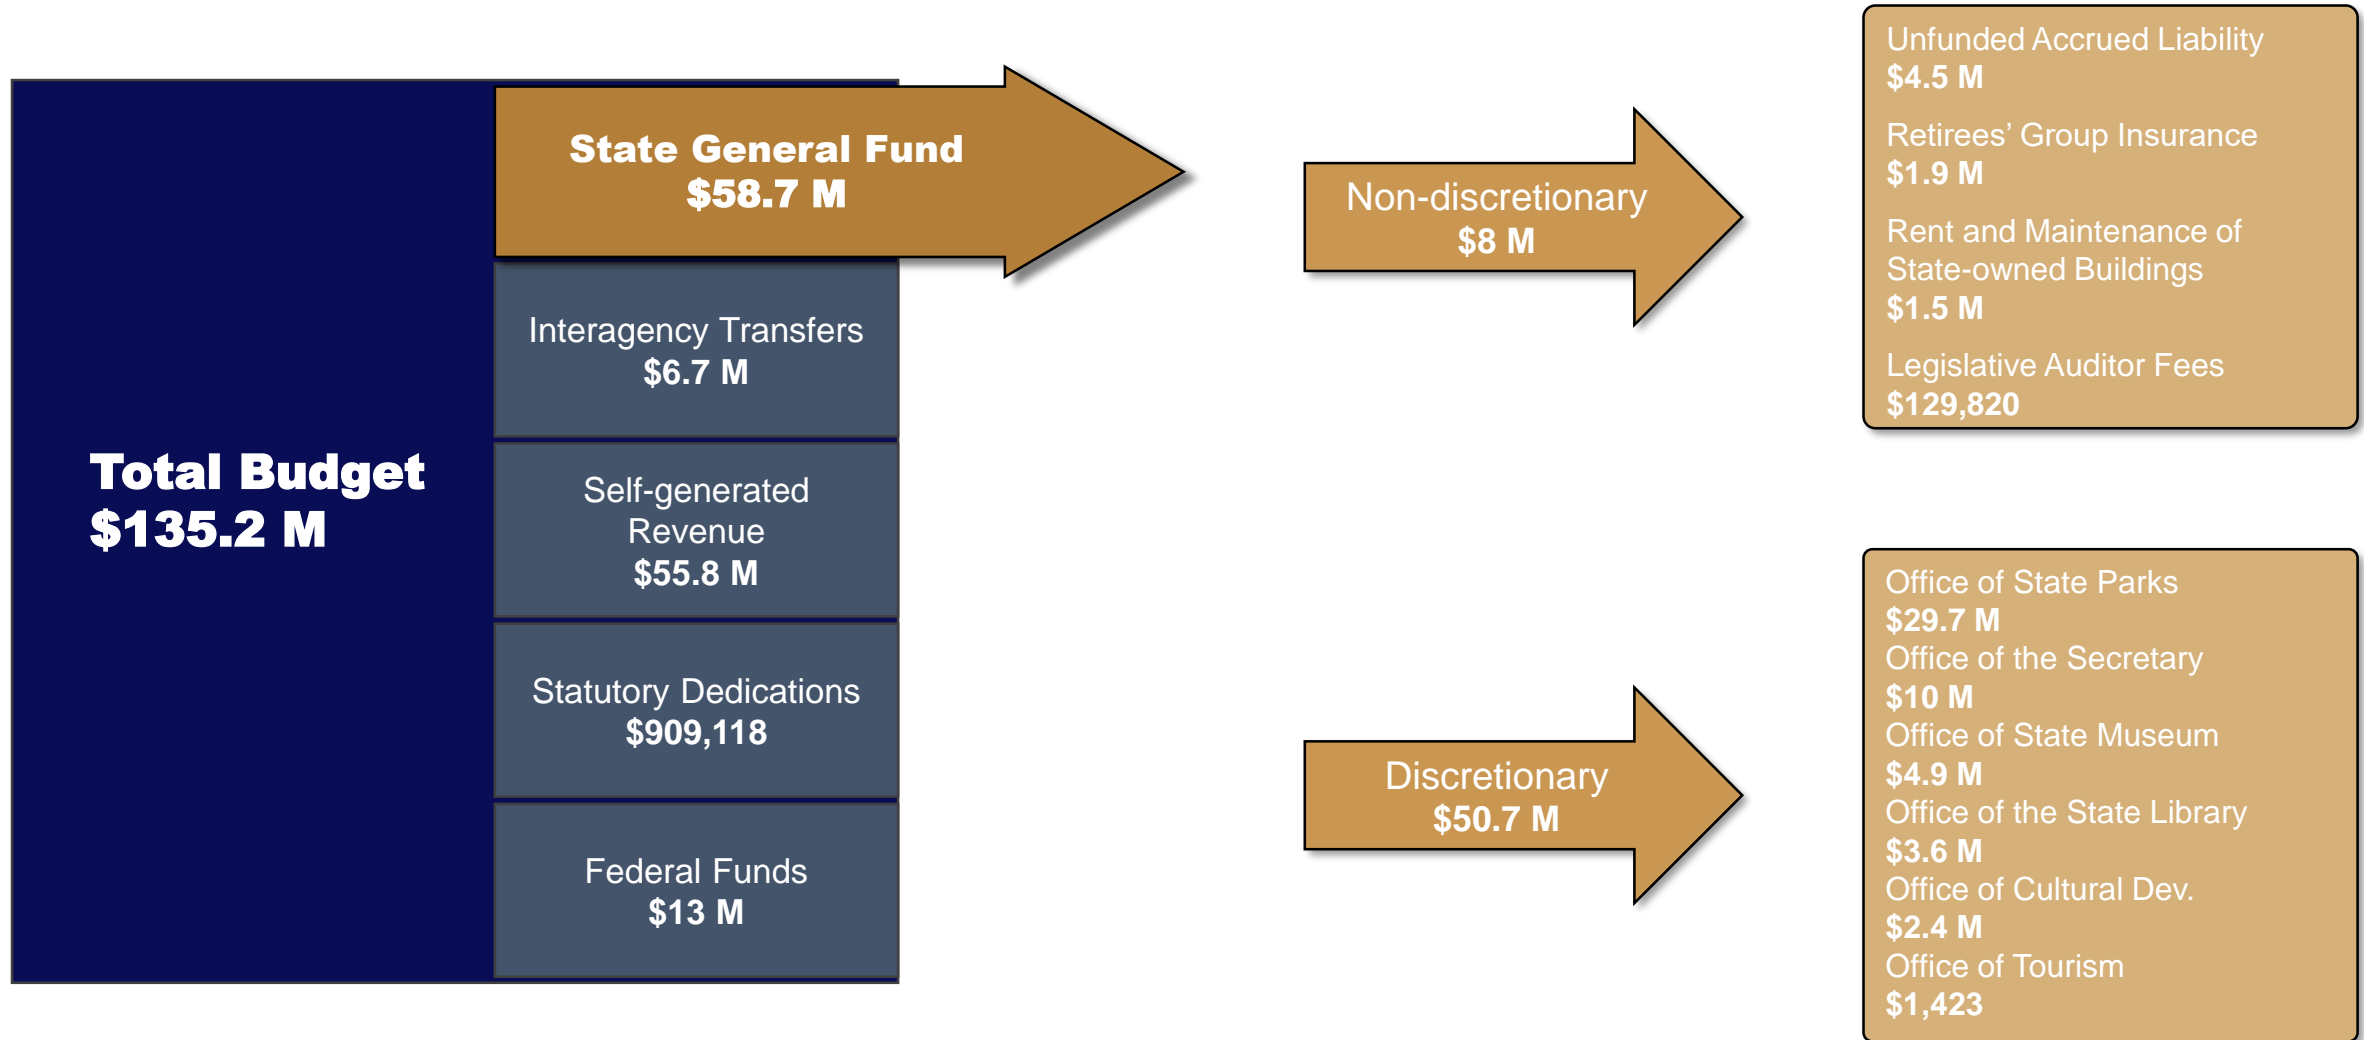 Total Budget
$135.2 M
State General Fund
$58.7 M
Interagency Transfers
$6.7 M
Self-generated
Revenue
$55.8 M
Statutory Dedications
$909,118
Federal Funds
$13 M
Non-discretionary
$8 M
Unfunded Accrued Liability
$4.5 M
Retirees’ Group Insurance
$1.9 M
Rent and Maintenance of
State-owned Buildings
$1.5 M
Legislative Auditor Fees
$129,820
Discretionary
$50.7 M
Office of State Parks
$29.7 M
Office of the Secretary
$10 M
Office of State Museum
$4.9 M
Office of the State Library
$3.6 M
Office of Cultural Dev.
$2.4 M
Office of Tourism
$1,423